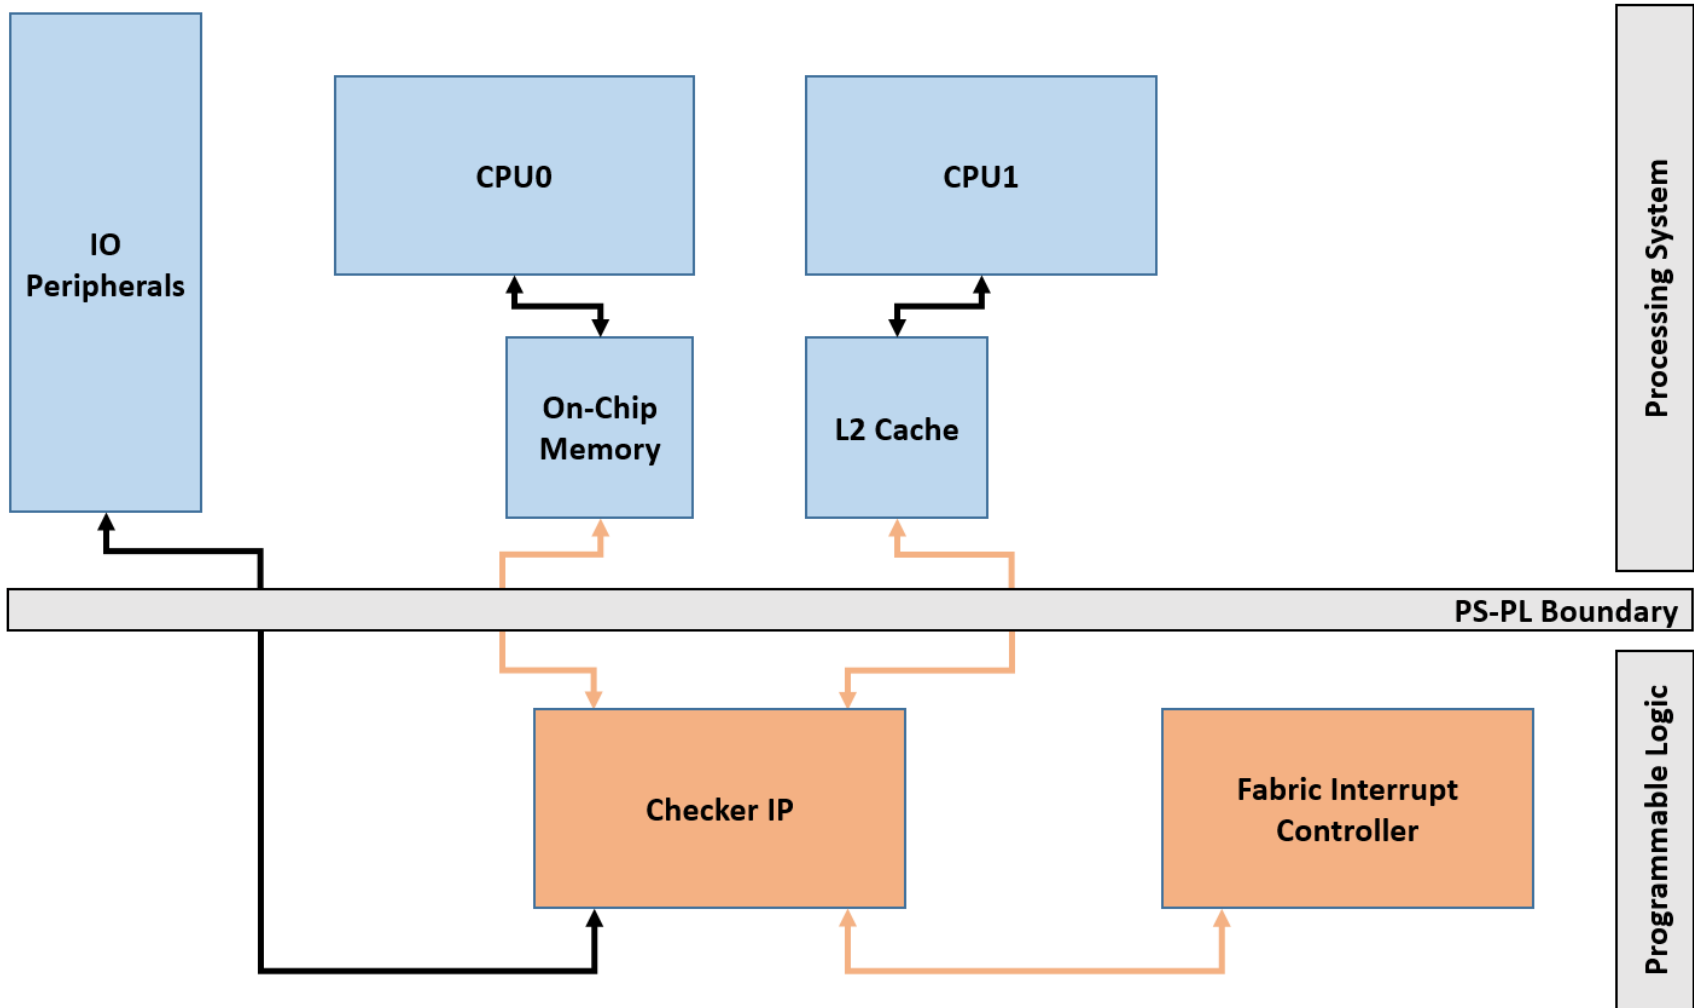 IO
Peripherals
CPU0
CPU1
On-Chip
Memory
L2 Cache
Processing System
PS-PL Boundary
Checker IP
Fabric Interrupt
Controller
Programmable Logic